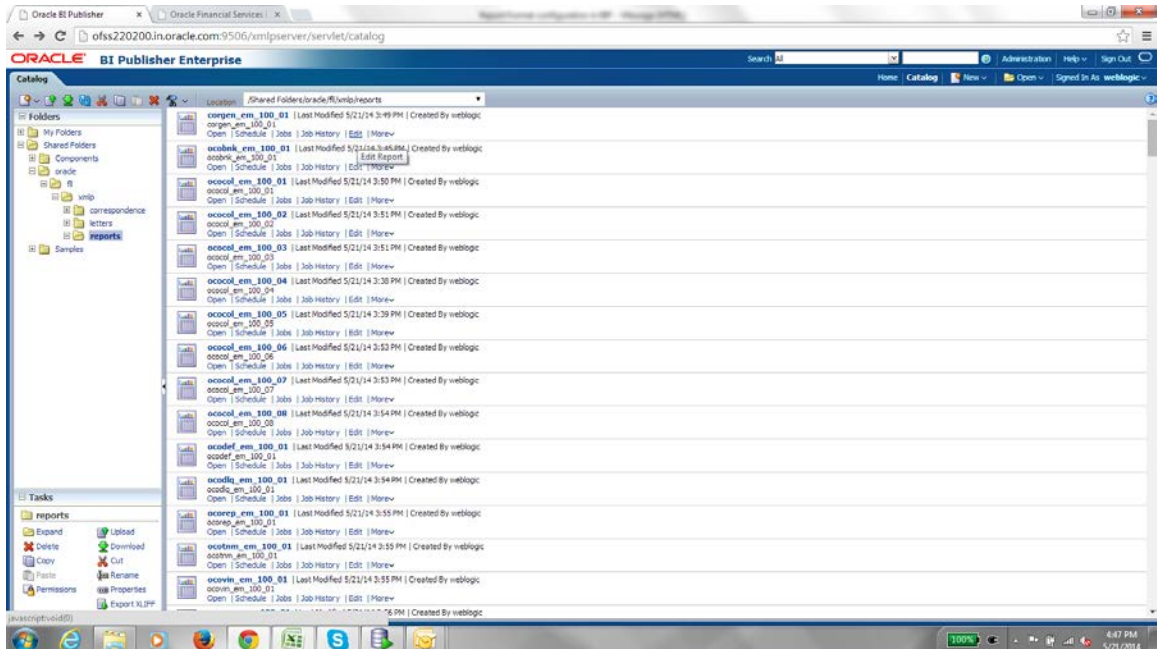 Oracle BI Publisher
Oracle Financial Services |
ofss220200.in.oracle.com:9506/xmlpserver/servlet/catalog
ORACLE BI Publisher Enterprise
Search All
Administration | Help | Sign Out
Catalog
Home | Catalog | New | Open | Signed In As weblogic
Location /Shared Folders/oracle/fll/xmlp/reports
Folders
My Folders
Shared Folders
Components
oracle
fll
xmlp
correspondence
letters
reports
Samples
corgen_em_100_01 | Last Modified 5/21/14 3:49 PM | Created By weblogic
corgen_em_100_01
Open | Schedule | Jobs | Job History | Edit | More
ocobnk_em_100_01 | Last Modified 5/21/14 3:45 PM | Created By weblogic
ocobnk_em_100_01
Edit Report
Open | Schedule | Jobs | Job History | Edit | More
ococol_em_100_01 | Last Modified 5/21/14 3:50 PM | Created By weblogic
ococol_em_100_01
Open | Schedule | Jobs | Job History | Edit | More
ococol_em_100_02 | Last Modified 5/21/14 3:51 PM | Created By weblogic
ococol_em_100_02
Open | Schedule | Jobs | Job History | Edit | More
ococol_em_100_03 | Last Modified 5/21/14 3:51 PM | Created By weblogic
ococol_em_100_03
Open | Schedule | Jobs | Job History | Edit | More
ococol_em_100_04 | Last Modified 5/21/14 3:38 PM | Created By weblogic
ococol_em_100_04
Open | Schedule | Jobs | Job History | Edit | More
ococol_em_100_05 | Last Modified 5/21/14 3:39 PM | Created By weblogic
ococol_em_100_05
Open | Schedule | Jobs | Job History | Edit | More
ococol_em_100_06 | Last Modified 5/21/14 3:53 PM | Created By weblogic
ococol_em_100_06
Open | Schedule | Jobs | Job History | Edit | More
ococol_em_100_07 | Last Modified 5/21/14 3:53 PM | Created By weblogic
ococol_em_100_07
Open | Schedule | Jobs | Job History | Edit | More
ococol_em_100_08 | Last Modified 5/21/14 3:54 PM | Created By weblogic
ococol_em_100_08
Open | Schedule | Jobs | Job History | Edit | More
ocodef_em_100_01 | Last Modified 5/21/14 3:54 PM | Created By weblogic
ocodef_em_100_01
Open | Schedule | Jobs | Job History | Edit | More
ocodlq_em_100_01 | Last Modified 5/21/14 3:54 PM | Created By weblogic
ocodlq_em_100_01
Open | Schedule | Jobs | Job History | Edit | More
ocorep_em_100_01 | Last Modified 5/21/14 3:55 PM | Created By weblogic
ocorep_em_100_01
Open | Schedule | Jobs | Job History | Edit | More
ocotnm_em_100_01 | Last Modified 5/21/14 3:55 PM | Created By weblogic
ocotnm_em_100_01
Open | Schedule | Jobs | Job History | Edit | More
ocovin_em_100_01 | Last Modified 5/21/14 3:55 PM | Created By weblogic
ocovin_em_100_01
Open | Schedule | Jobs | Job History | Edit | More
PM | Created By weblogic
Tasks
reports
Expand
Upload
Delete
Download
Copy
Cut
Paste
Rename
Permissions
Properties
Export XLIFF
javascript:void(0)
100%
4:47 PM
5/21/2014